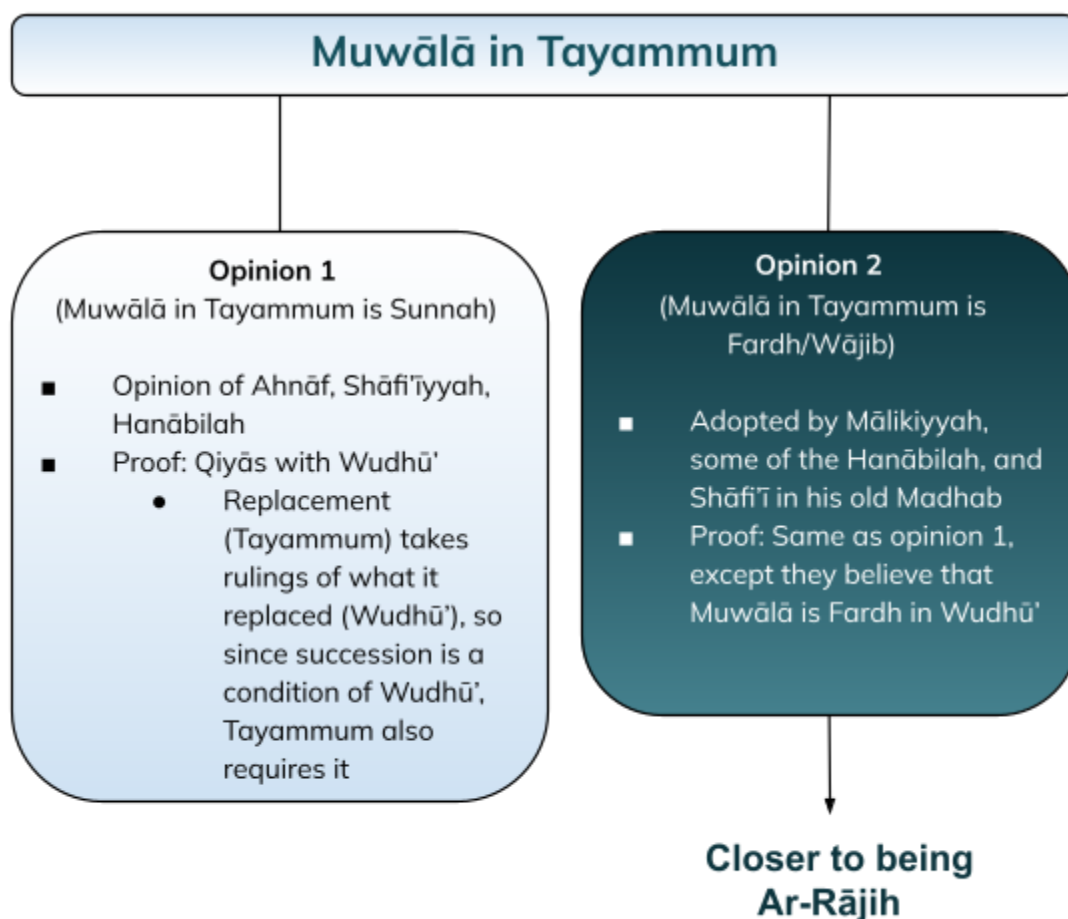 Muwālā in Tayammum
Opinion 1
(Muwālā in Tayammum is Sunnah)
■ Opinion of Ahnāf, Shāfi'īyyah,
Hanābilah
■ Proof: Qiyās with Wudhū'
● Replacement
(Tayammum) takes
rulings of what it
replaced (Wudhū'), so
since succession is a
condition of Wudhū',
Tayammum also
requires it
Opinion 2
(Muwālā in Tayammum is
Fardh/Wājib)
■ Adopted by Mālikiyyah,
some of the Hanābilah, and
Shāfi'ī in his old Madhab
■ Proof: Same as opinion 1,
except they believe that
Muwālā is Fardh in Wudhū'
Closer to being
Ar-Rājih